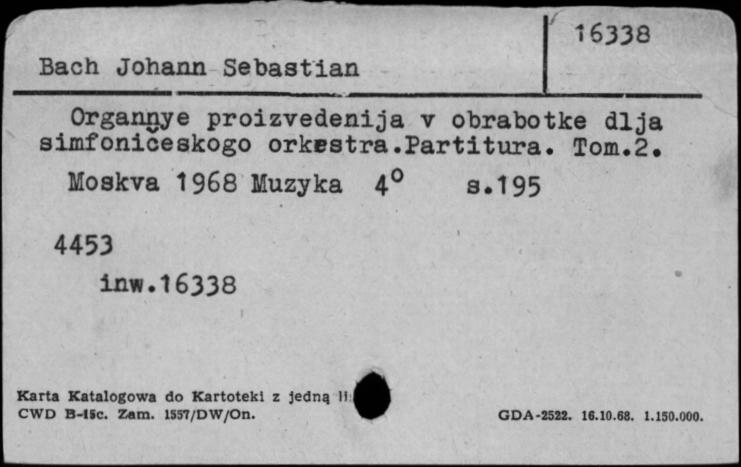 16338
Bach Johann Sebastian
Organnye proizvedenija v obrabotke dlja
simfoničeskogo orkestra.Partitura. Tom.2.
Moskva 1968 Muzyka 4° s.195
4453
inw.16338
Karta Katalogowa do Kartoteki z jedną
CWD B-15c. Zam. 1557/DW/On.
GDA-2522. 16.10.68. 1.150.000.